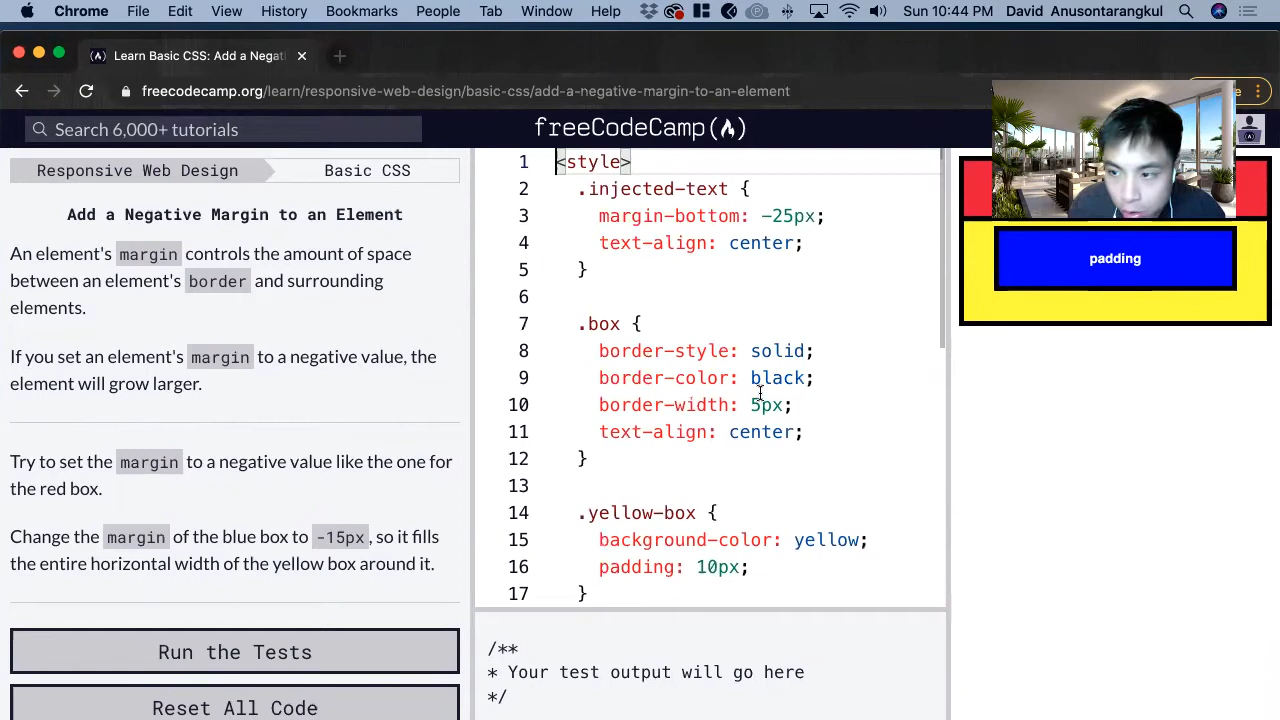 Chrome File Edit View History Bookmarks People Tab Window Help Sun 10:44 PM David Anusontarangkul
Learn Basic CSS: Add a Negati
freecodecamp.org/learn/responsive-web-design/basic-css/add-a-negative-margin-to-an-element
Search 6,000+ tutorials
freeCodeCamp
Responsive Web Design Basic CSS
Add a Negative Margin to an Element
An element's margin controls the amount of space
between an element's border and surrounding
elements.
If you set an element's margin to a negative value, the
element will grow larger.
Try to set the margin to a negative value like the one for
the red box.
Change the margin of the blue box to -15px, so it fills
the entire horizontal width of the yellow box around it.
Run the Tests
Reset All Code
1 <style>
2 .injected-text {
3 margin-bottom: -25px;
4 text-align: center;
5 }
6
7 .box {
8 border-style: solid;
9 border-color: black;
10 border-width: 5px;
11 text-align: center;
12 }
13
14 .yellow-box {
15 background-color: yellow;
16 padding: 10px;
17 }
/**
* Your test output will go here
*/
padding